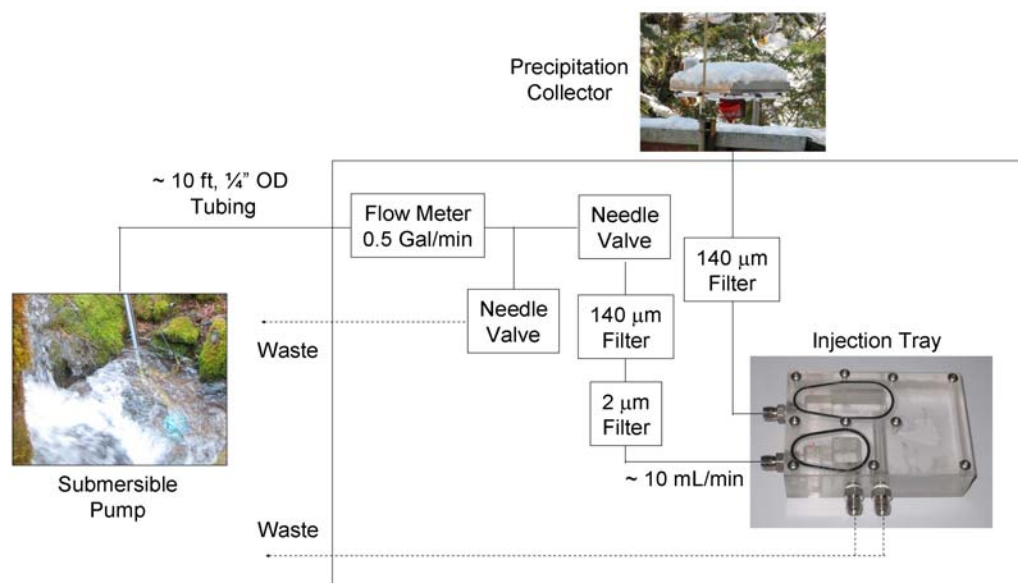 Precipitation
Collector
~ 10 ft, ¼” OD
Tubing
Flow Meter
0.5 Gal/min
Needle
Valve
140 μm
Filter
Needle
Valve
140 μm
Filter
Waste
Injection Tray
2 μm
Filter
~ 10 mL/min
Submersible
Pump
Waste